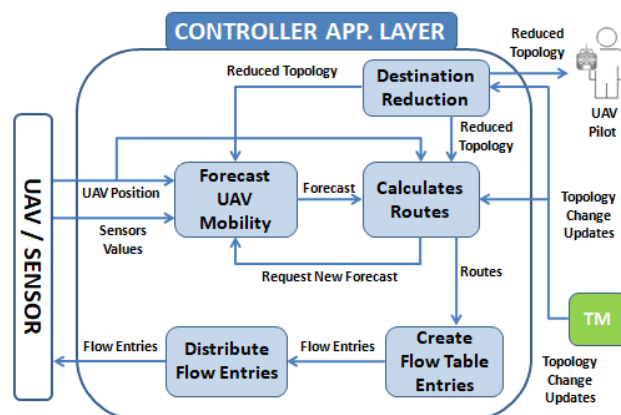 CONTROLLER APP. LAYER
Reduced
Topology
Reduced Topology
Destination
Reduction
UAV
Pilot
Reduced
Topology
UAV / SENSOR
UAV Position
Forecast
UAV
Mobility
Forecast
Calculates
Routes
Topology
Change
Updates
Sensors
Values
Request New Forecast
Routes
TM
Flow Entries
Distribute
Flow Entries
Flow Entries
Create
Flow Table
Entries
Topology
Change
Updates